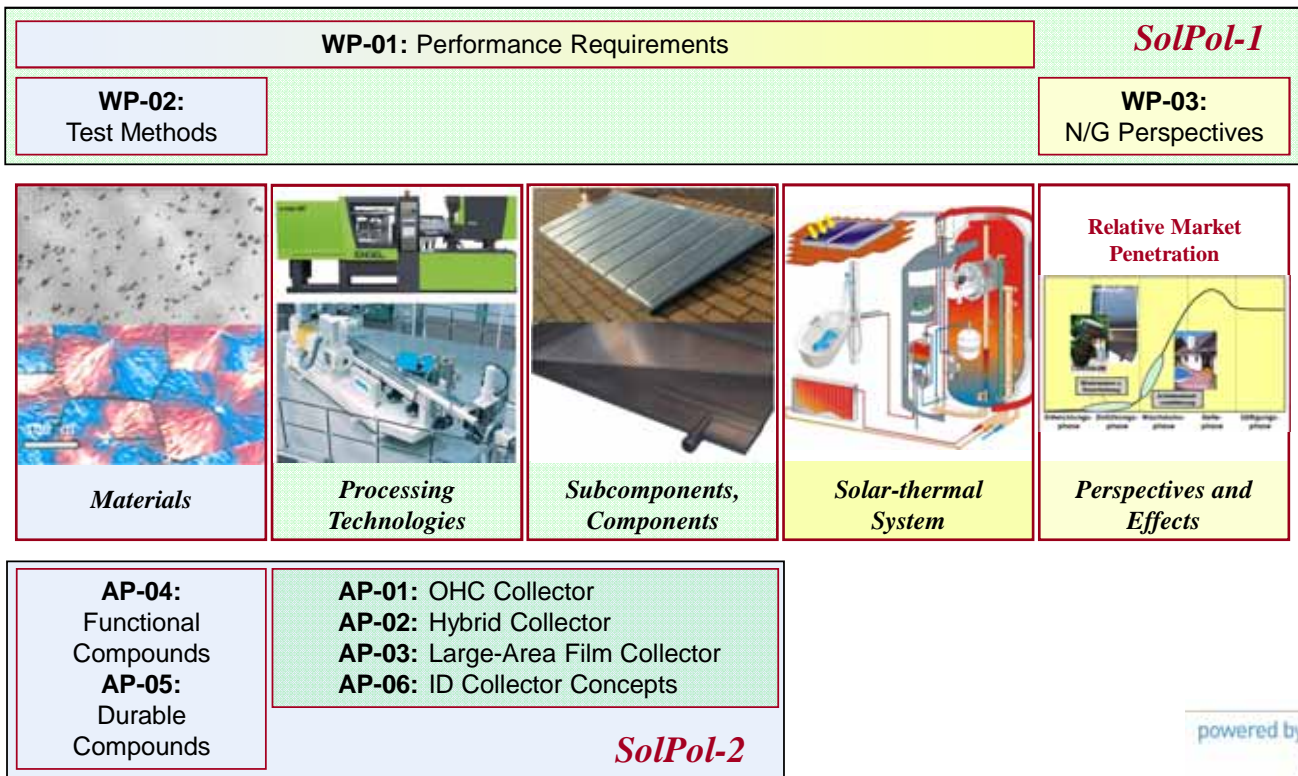 WP-01: Performance Requirements
SolPol-1
WP-02:
Test Methods
WP-03:
N/G Perspectives
ENGEL
Relative Market
Penetration
Materials
Processing
Technologies
Subcomponents,
Components
Solar-thermal
System
Perspectives and
Effects
AP-04:
Functional
Compounds
AP-05:
Durable
Compounds
AP-01: OHC Collector
AP-02: Hybrid Collector
AP-03: Large-Area Film Collector
AP-06: ID Collector Concepts
SolPol-2
powered by